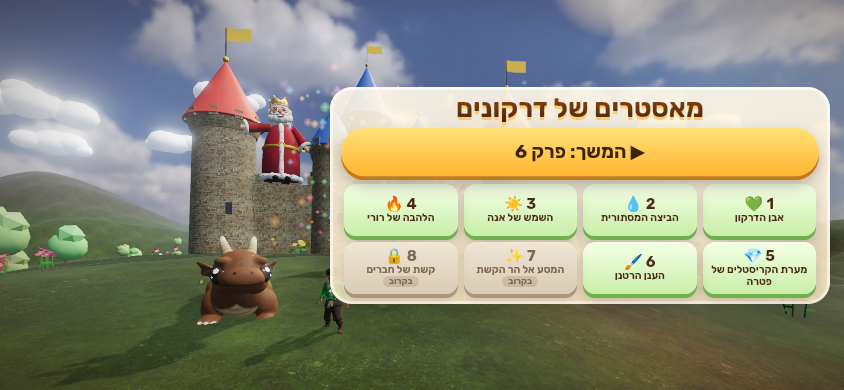 מאסטרים של דרקונים
▶ המשך: פרק 6
💚 1
אבן הדרקון
💧 2
הביצה המסתורית
☀️ 3
השמש של אנה
🔥 4
הלהבה של רורי
💎 5
מערת הקריסטלים של
פטרה
🖌️ 6
הענן הרטנן
✨ 7
המסע אל הר הקשת
בקרוב
🔒 8
קשת של חברים
בקרוב